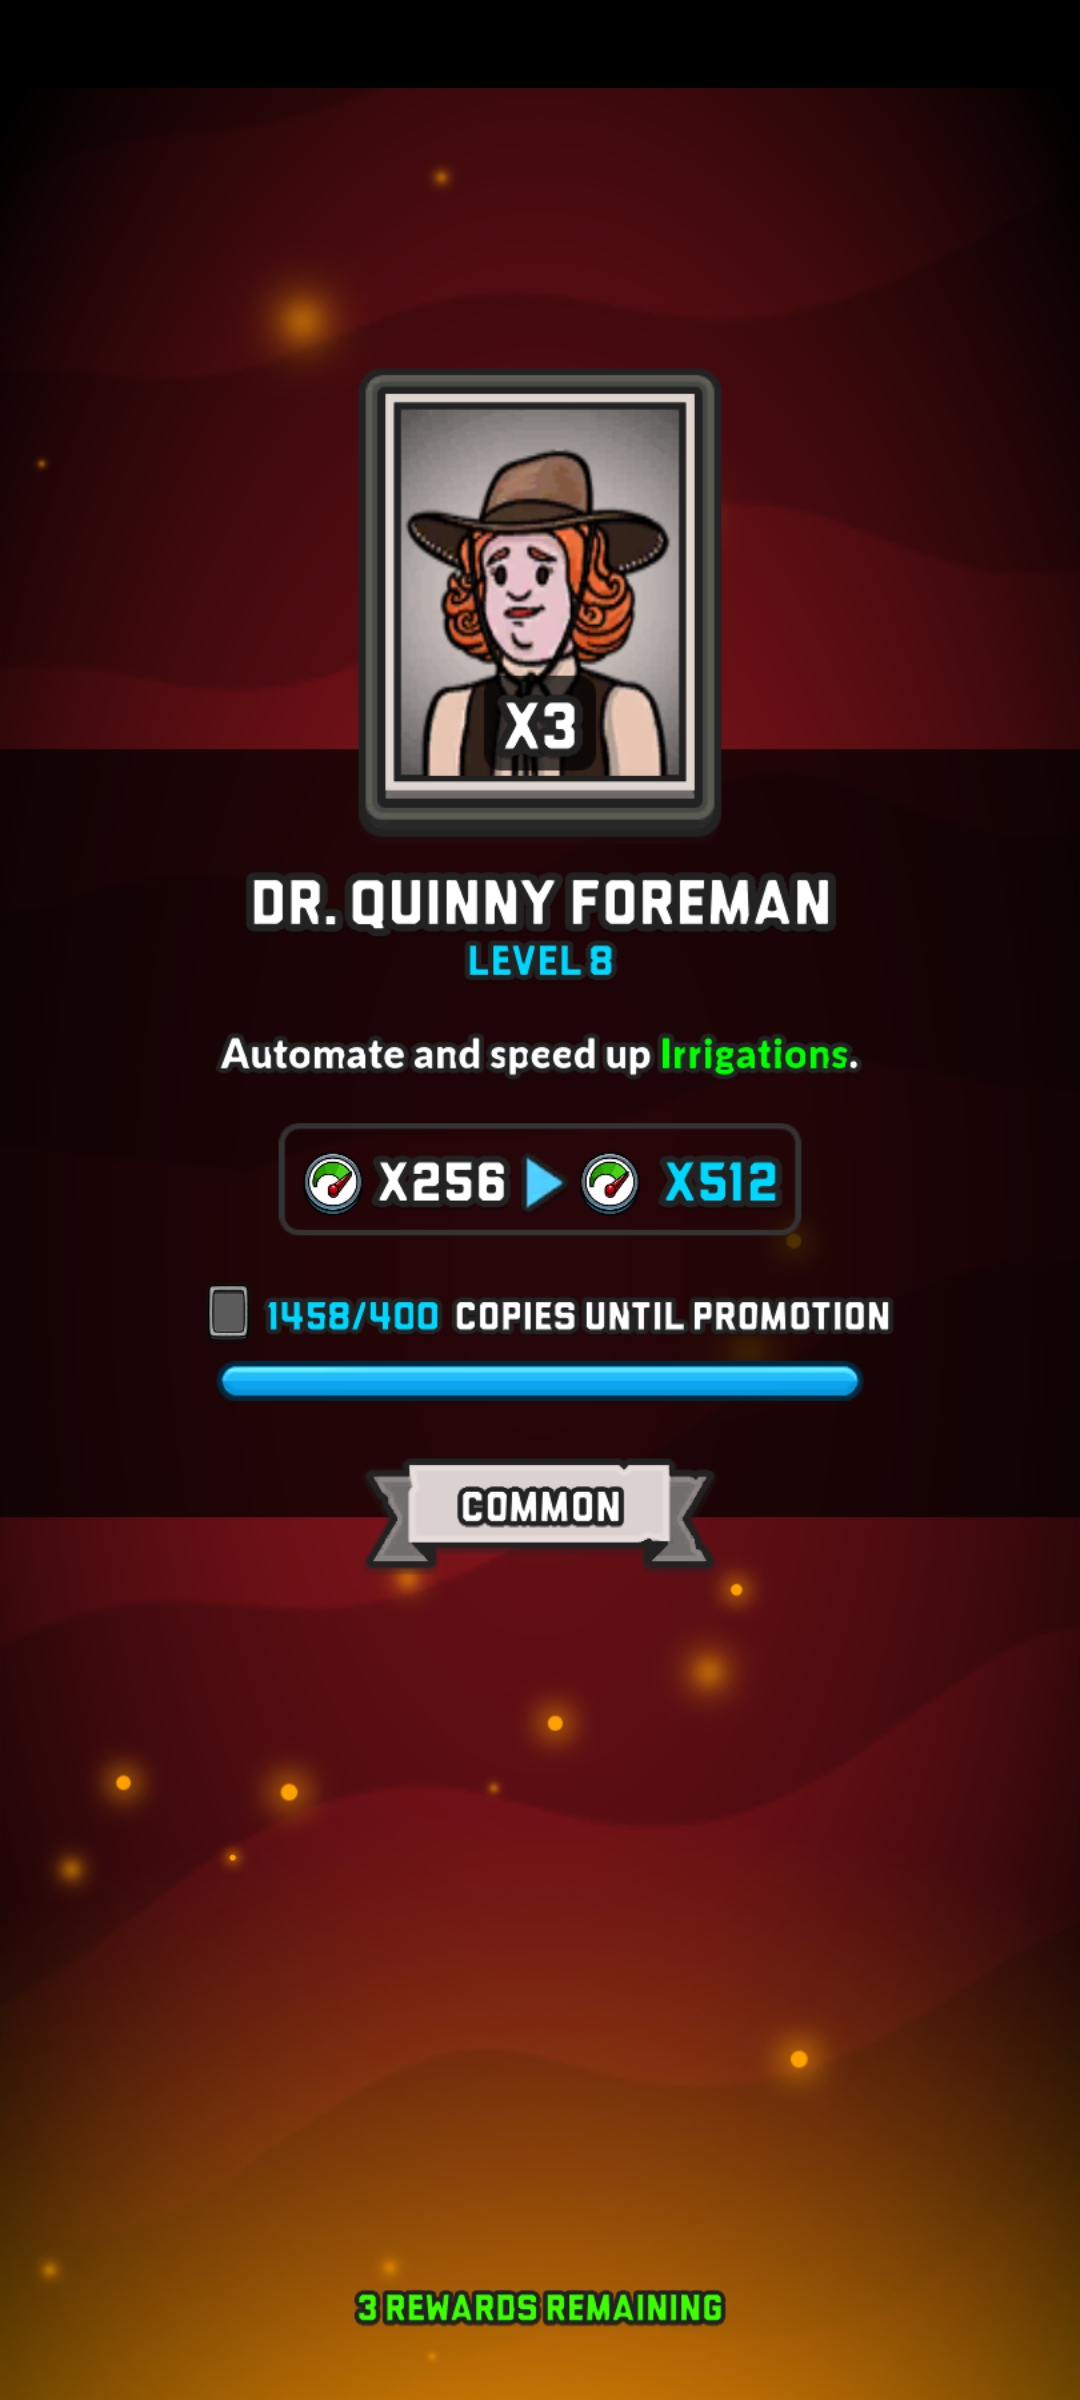 X3
DR. QUINNY FOREMAN
LEVEL 8
Automate and speed up Irrigations.
X256 X512
1458/400 COPIES UNTIL PROMOTION
COMMON
3 REWARDS REMAINING